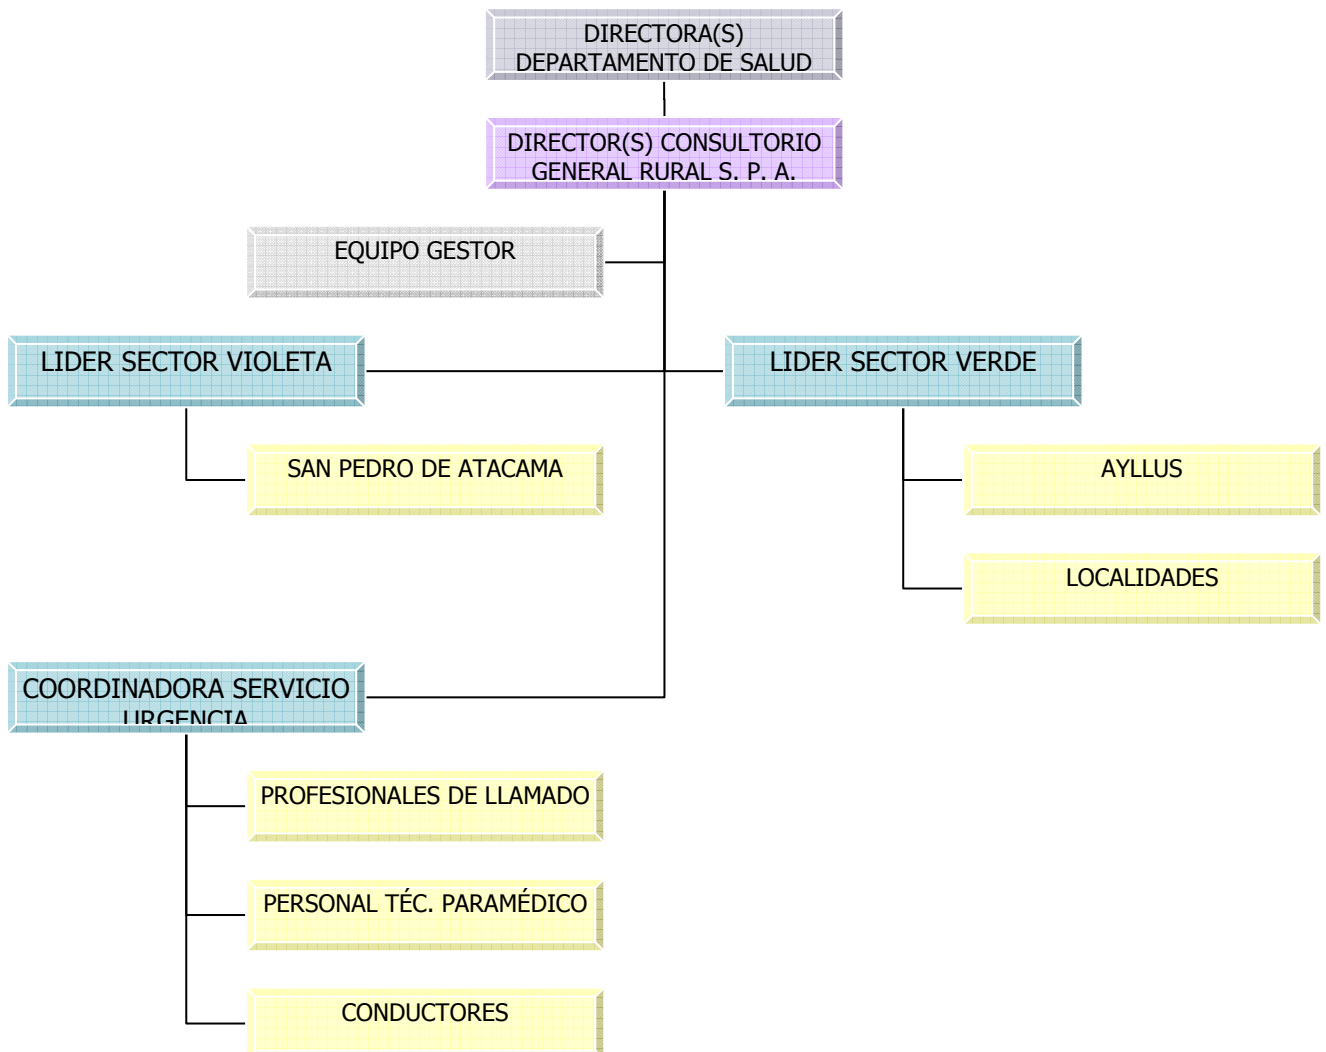 DIRECTORA(S)
DEPARTAMENTO DE SALUD
DIRECTOR(S) CONSULTORIO
GENERAL RURAL S. P. A.
EQUIPO GESTOR
LIDER SECTOR VIOLETA
LIDER SECTOR VERDE
SAN PEDRO DE ATACAMA
AYLLUS
LOCALIDADES
COORDINADORA SERVICIO
URGENCIA
PROFESIONALES DE LLAMADO
PERSONAL TÉC. PARAMÉDICO
CONDUCTORES